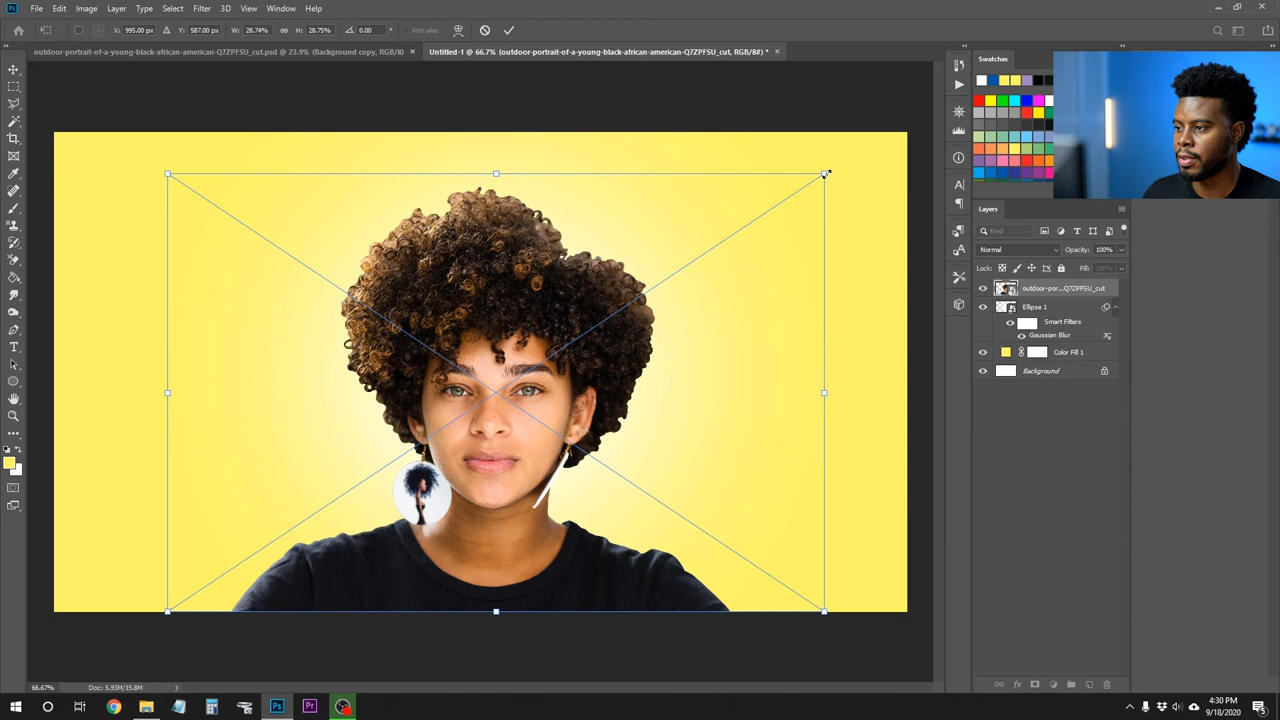 Ps File Edit Image Layer Type Select Filter 3D View Window Help
X: 995.00 px Y: 587.00 px W: 28.74% H: 28.75% 0.00 Anti-alias
outdoor-portrait-of-a-young-black-african-american-Q7ZPFSU_cut.psd @ 23.9% (Background copy, RGB/8)
Untitled-1 @ 66.7% (outdoor-portrait-of-a-young-black-african-american-Q7ZPFSU_cut, RGB/8#) *
Swatches
Layers
Kind
Normal Opacity: 100%
Lock: Fill: 100%
outdoor-por...Q7ZPFSU_cut
Ellipse 1
Smart Filters
Gaussian Blur
Color Fill 1
Background
66.67% Doc: 5.93M/15.8M
Ps Pr
4:30 PM
9/18/2020